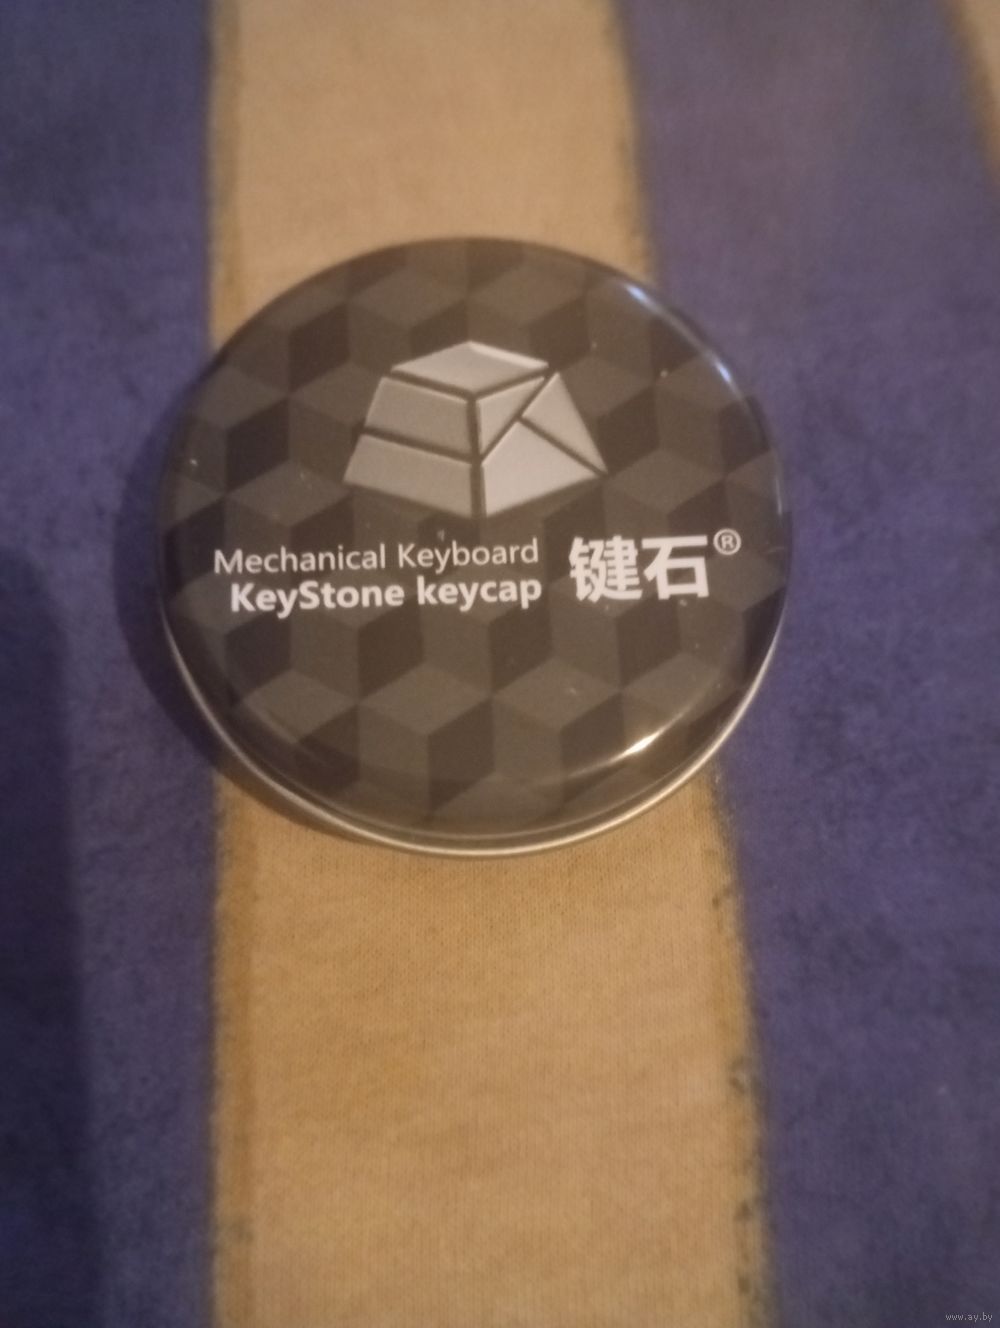 Mechanical Keyboard
KeyStone keycap
键石®
www.ay.by